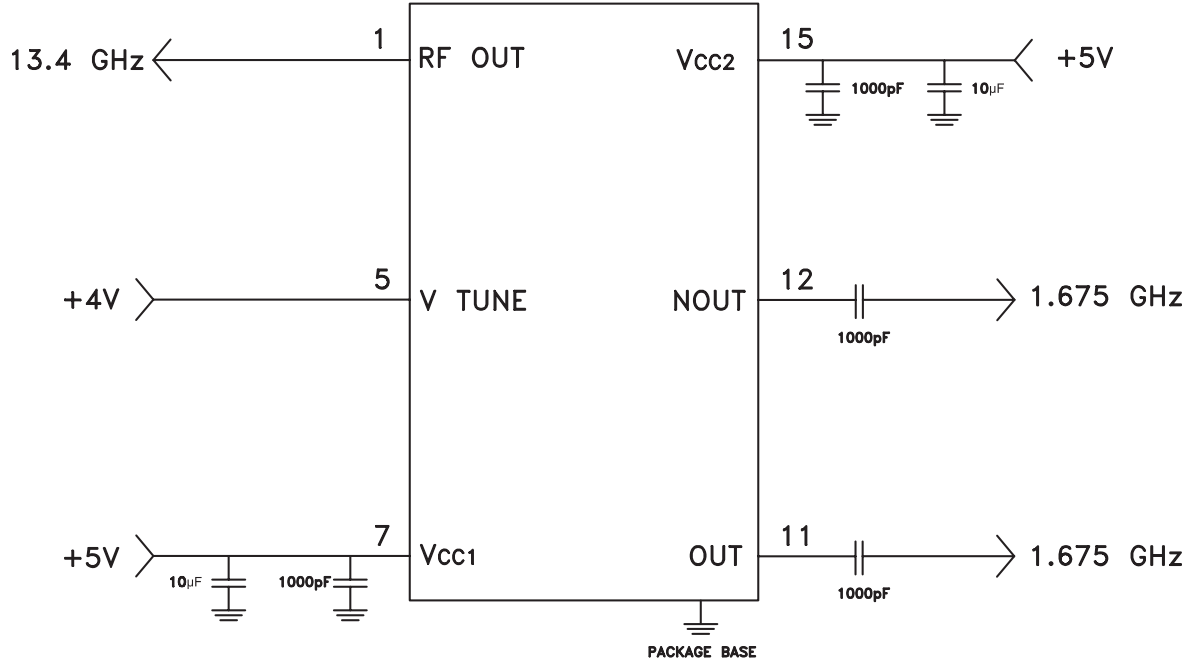 13.4 GHz
1
RF OUT
VCC2
15
+5V
1000pF
10µF
+4V
5
V TUNE
NOUT
12
1.675 GHz
1000pF
+5V
7
VCC1
10µF
1000pF
OUT
11
1.675 GHz
1000pF
PACKAGE BASE